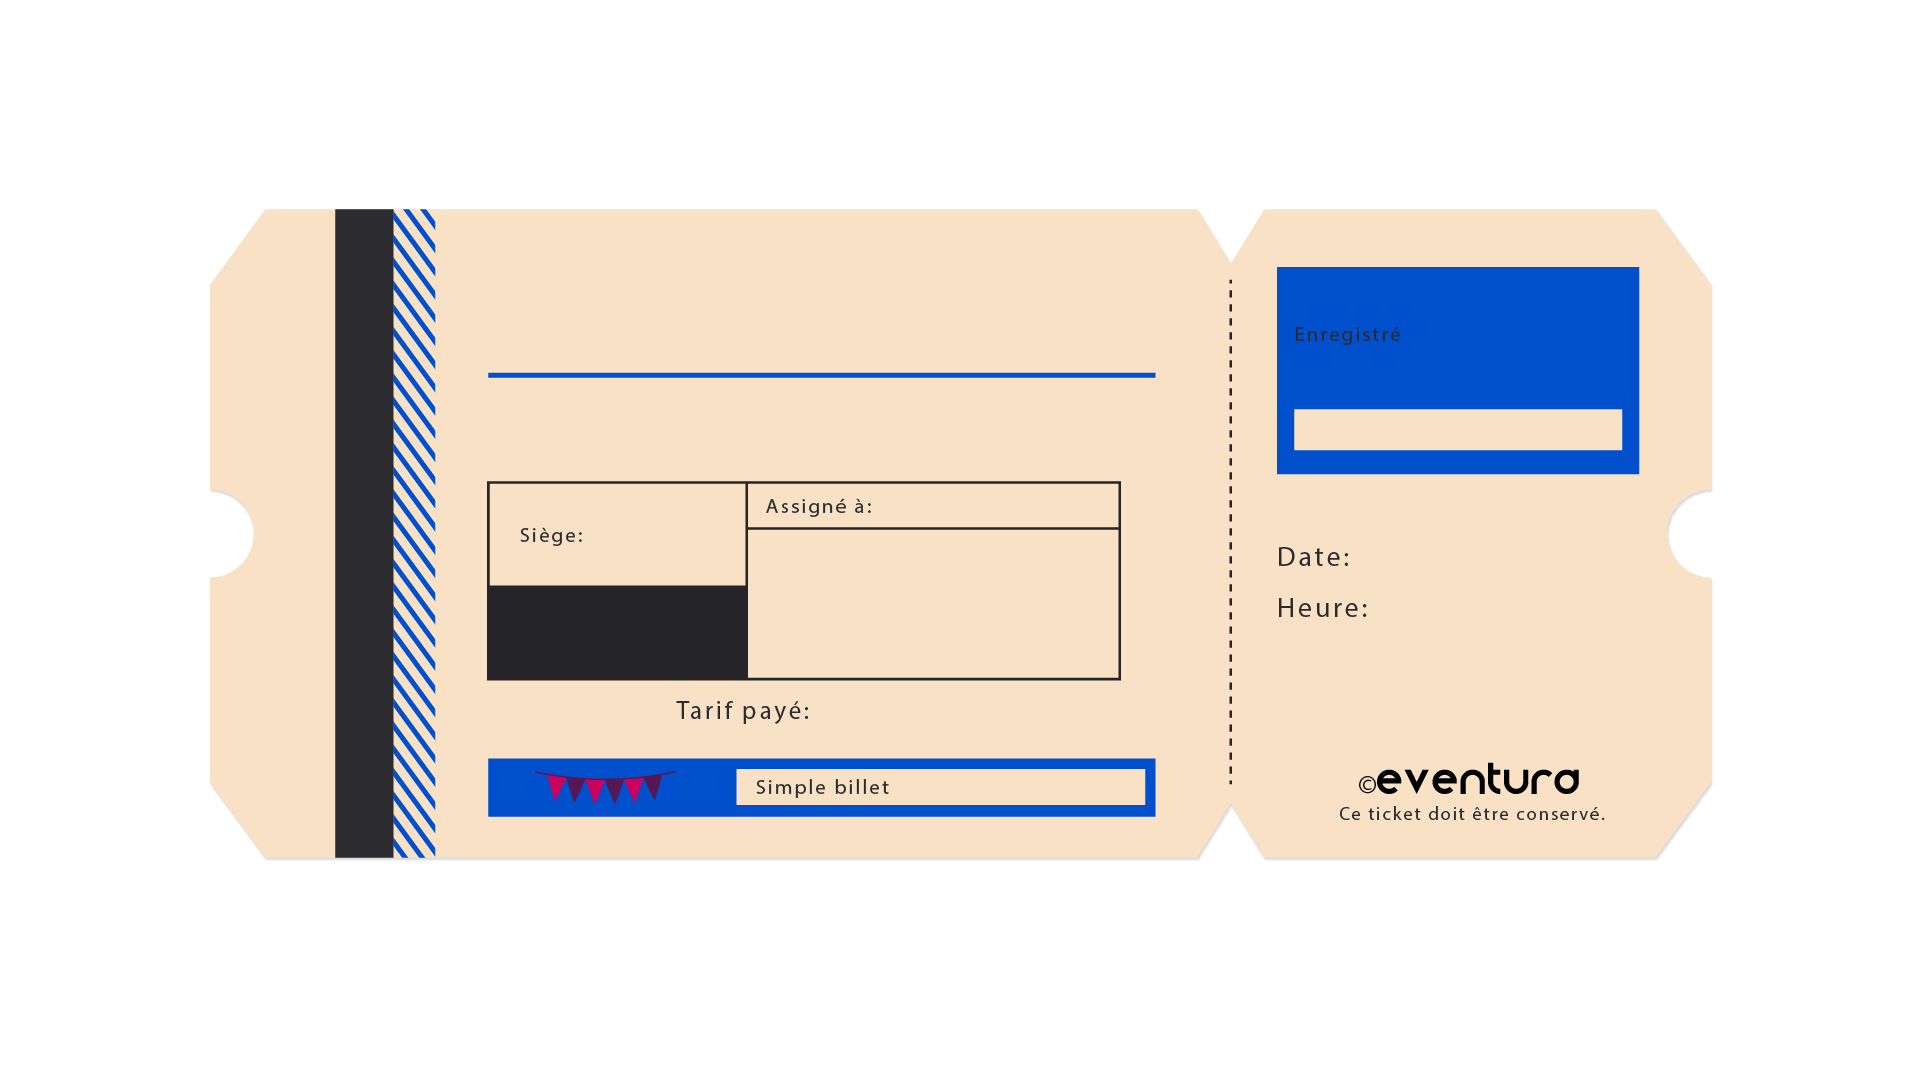 Assigné à:
Siège:
Tarif payé:
Simple billet
Enregistré
Date:
Heure:
©eventura
Ce ticket doit être conservé.